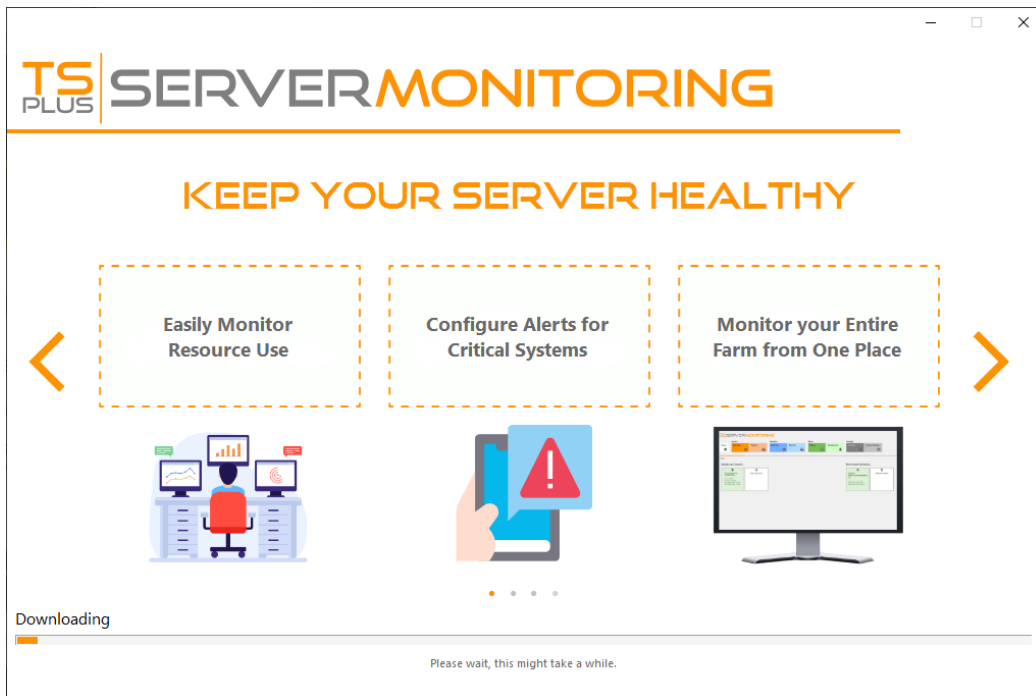 TS PLUS SERVERMONITORING
KEEP YOUR SERVER HEALTHY
Easily Monitor
Resource Use
Configure Alerts for
Critical Systems
Monitor your Entire
Farm from One Place
SERVERMONITORING
Downloading
Please wait, this might take a while.